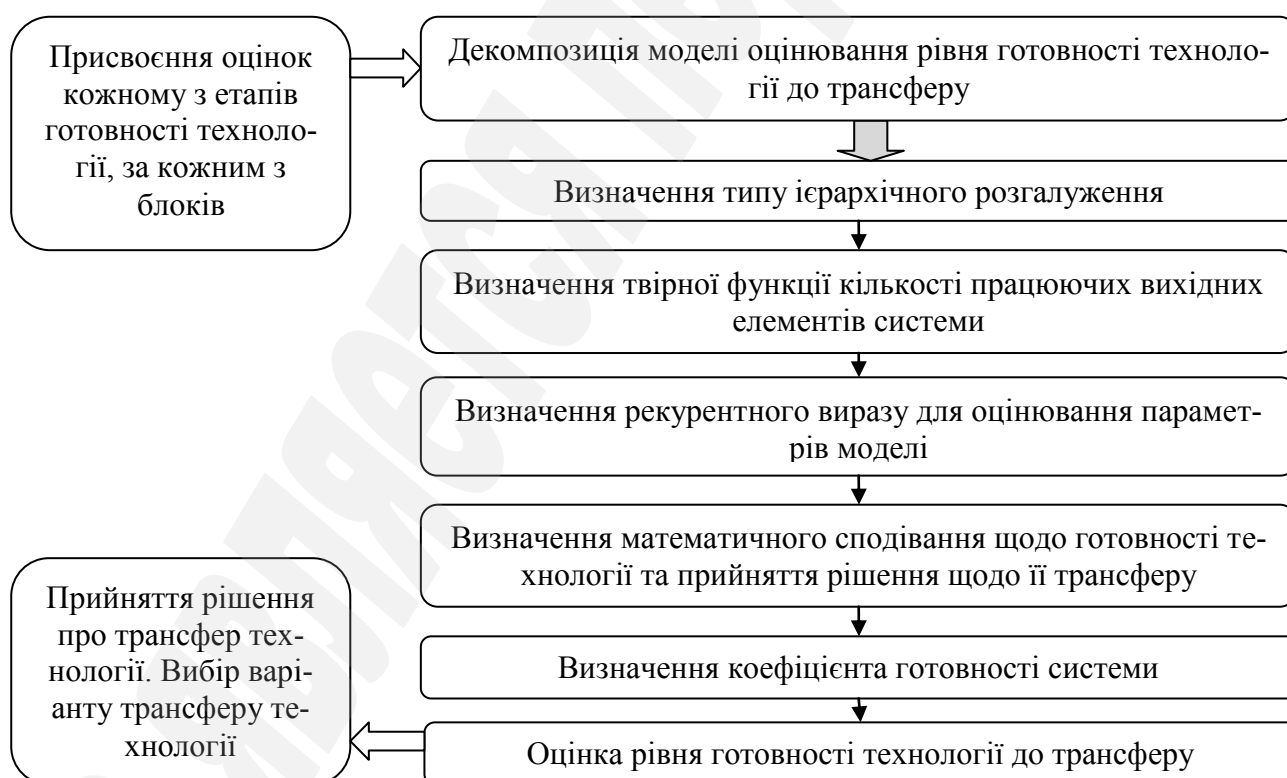 Присвоєння оцінок
кожному з етапів
готовності техноло-
гії, за кожним з
блоків
Декомпозиція моделі оцінювання рівня готовності техноло-
гії до трансферу
Визначення типу ієрархічного розгалуження
Визначення твірної функції кількості працюючих вихідних
елементів системи
Визначення рекурентного виразу для оцінювання парамет-
рів моделі
Визначення математичного сподівання щодо готовності те-
хнології та прийняття рішення щодо її трансферу
Визначення коефіцієнта готовності системи
Оцінка рівня готовності технології до трансферу
Прийняття рішення
про трансфер тех-
нології. Вибір варі-
анту трансферу те-
хнології